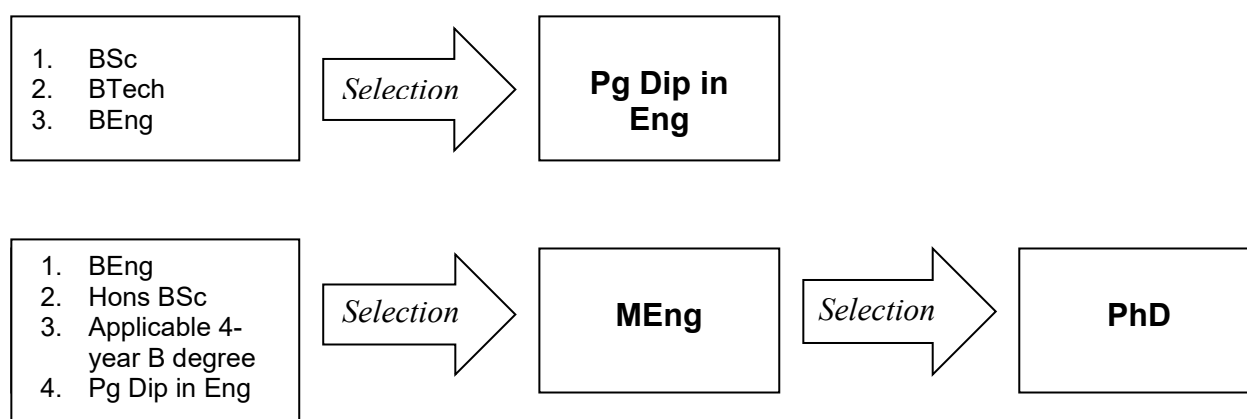 1. BSc
2. BTech
3. BEng
Selection
Pg Dip in
Eng
1. BEng
2. Hons BSc
3. Applicable 4-
year B degree
4. Pg Dip in Eng
Selection
MEng
Selection
PhD